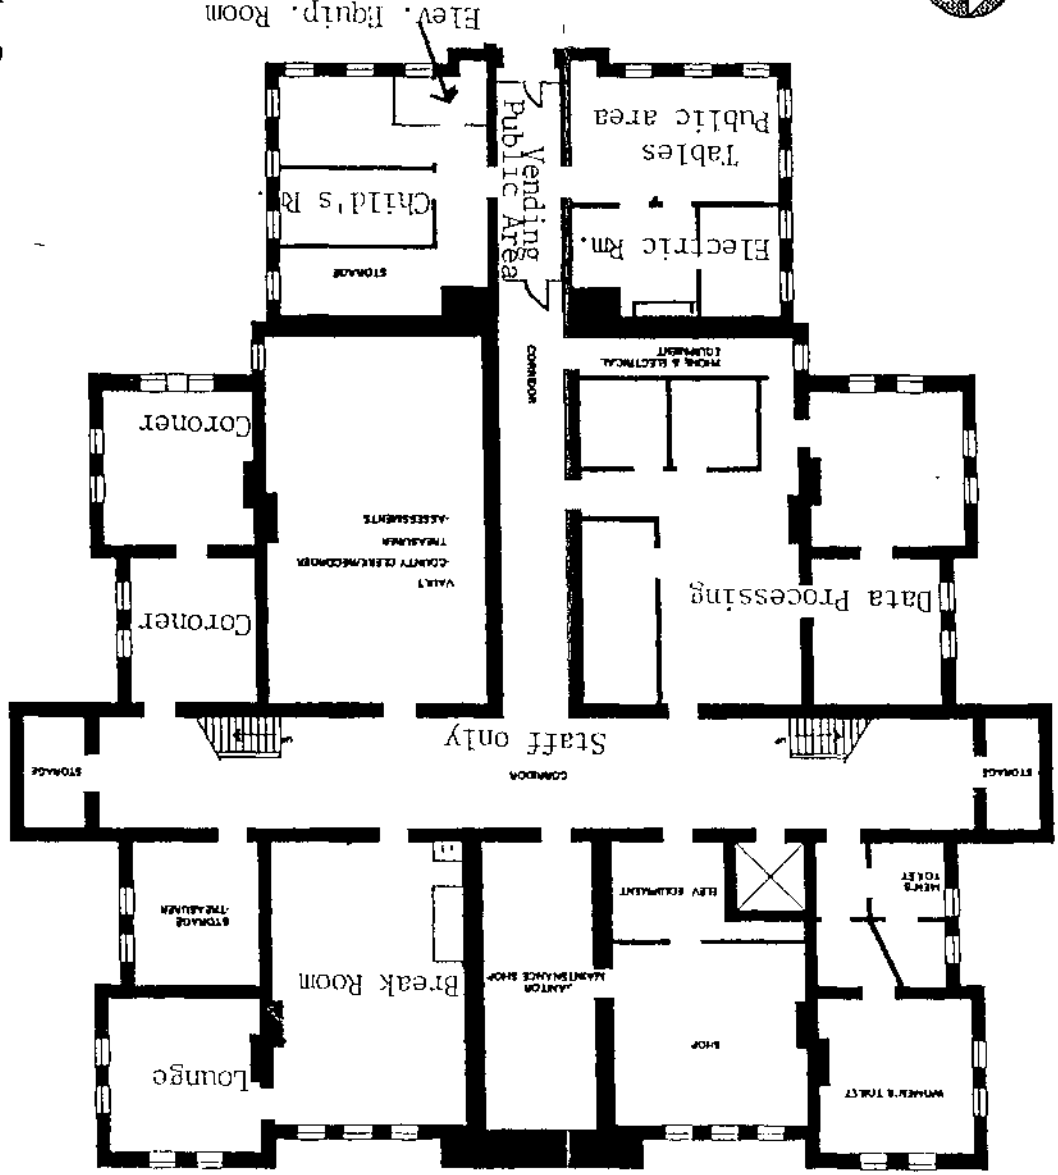 WOMEN'S TOILET
Lounge
SHOP
JANITOR
MAINTENANCE SHOP
Break Room
STORAGE
-TREASURER
MEN'S
TOILET
ELEV EQUIPMENT
STORAGE
CORRIDOR
STORAGE
Staff only
Data Processing
Coroner
VAULT
-COUNTY CLERK/RECORDER
TREASURER
-ASSESSMENTS
Coroner
CORRIDOR
PHONE & ELECTRICAL
EQUIPMENT
STORAGE
Electric Rm.
Child's R.
Vending
Public Area
Tables
Public area
Elev. Equip.
Room